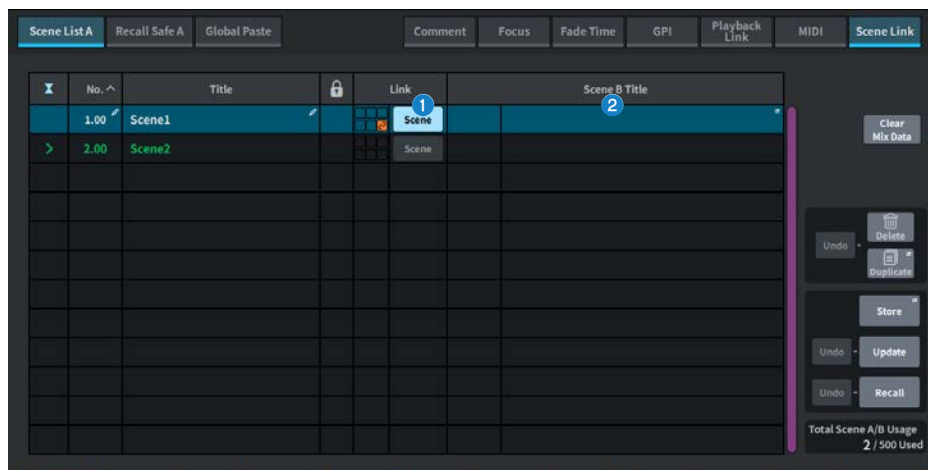 Scene List A Recall Safe A Global Paste Comment Focus Fade Time GPI Playback Link MIDI Scene Link
No. Title Link Scene B Title
1 2
1.00 Scene1 Scene
> 2.00 Scene2 Scene
Clear
Mix Data
Delete
Undo
Duplicate
Store
Undo - Update
Undo - Recall
Total Scene A/B Usage
2 / 500 Used